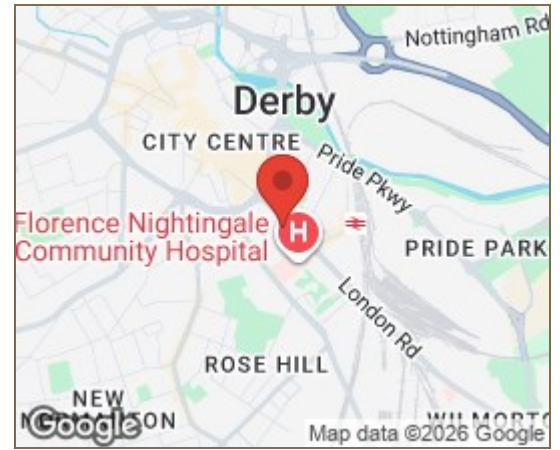 Nottingham Rd
Derby
CITY CENTRE
Pride Pkwy
Florence Nightingale
Community Hospital
H
PRIDE PARK
London Rd
ROSE HILL
NEW
Google
Map data ©2026 Google